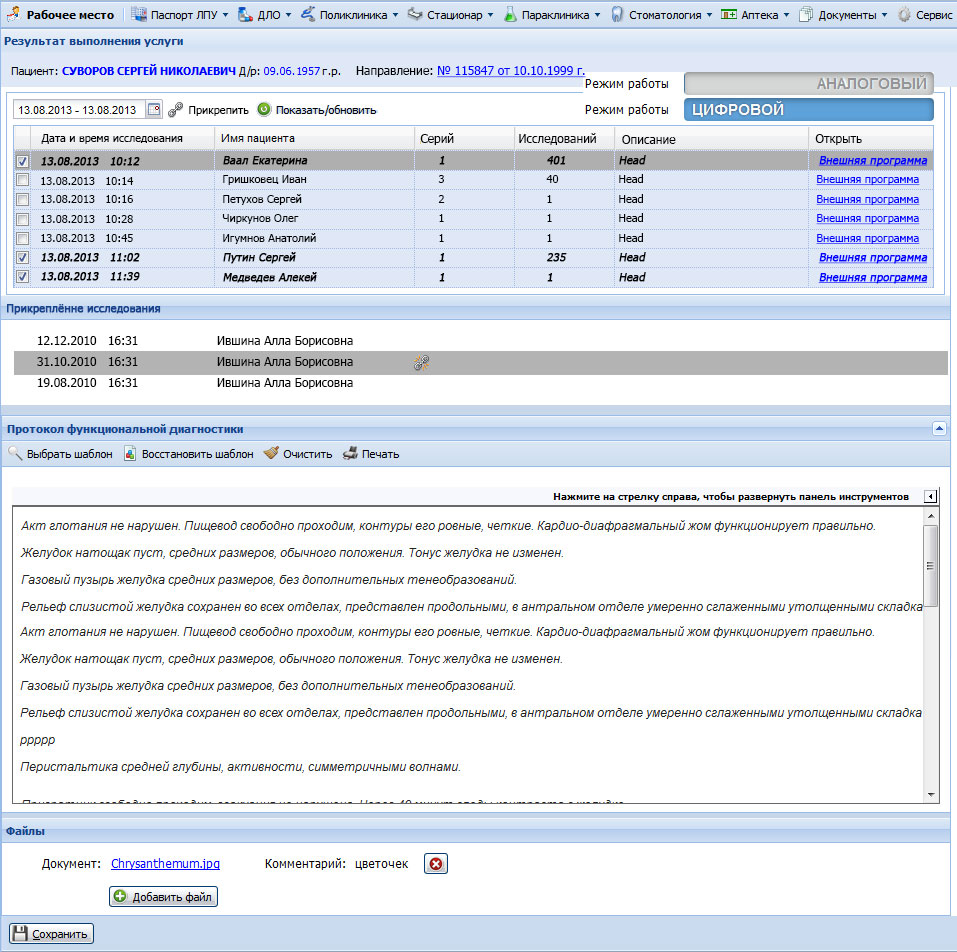 Рабочее место Паспорт ЛПУ ДЛО Поликлиника Стационар Параклиника Стоматология Аптека Документы Сервис
Результат выполнения услуги
Пациент: СУВОРОВ СЕРГЕЙ НИКОЛАЕВИЧ Д/р: 09.06.1957 г.р. Направление: № 115847 от 10.10.1999 г.
Режим работы АНАЛОГОВЫЙ
13.08.2013 - 13.08.2013 Прикрепить Показать/обновить Режим работы ЦИФРОВОЙ
Дата и время исследования Имя пациента Серий Исследований Описание Открыть
13.08.2013 10:12 Ваал Екатерина 1 401 Head Внешняя программа
13.08.2013 10:14 Гришковец Иван 3 40 Head Внешняя программа
13.08.2013 10:16 Петухов Сергей 2 1 Head Внешняя программа
13.08.2013 10:28 Чиркунов Олег 1 1 Head Внешняя программа
13.08.2013 10:45 Игумнов Анатолий 1 1 Head Внешняя программа
13.08.2013 11:02 Путин Сергей 1 235 Head Внешняя программа
13.08.2013 11:39 Медведев Алекей 1 1 Head Внешняя программа
Прикреплённе исследования
12.12.2010 16:31 Ившина Алла Борисовна
31.10.2010 16:31 Ившина Алла Борисовна
19.08.2010 16:31 Ившина Алла Борисовна
Протокол функциональной диагностики
Выбрать шаблон Восстановить шаблон Очистить Печать
Нажмите на стрелку справа, чтобы развернуть панель инструментов
Акт глотания не нарушен. Пищевод свободно проходим, контуры его ровные, четкие. Кардио-диафрагмальный жом функционирует правильно.
Желудок натощак пуст, средних размеров, обычного положения. Тонус желудка не изменен.
Газовый пузырь желудка средних размеров, без дополнительных тенеобразований.
Рельеф слизистой желудка сохранен во всех отделах, представлен продольными, в антральном отделе умеренно сглаженными утолщенными складка
Акт глотания не нарушен. Пищевод свободно проходим, контуры его ровные, четкие. Кардио-диафрагмальный жом функционирует правильно.
Желудок натощак пуст, средних размеров, обычного положения. Тонус желудка не изменен.
Газовый пузырь желудка средних размеров, без дополнительных тенеобразований.
Рельеф слизистой желудка сохранен во всех отделах, представлен продольными, в антральном отделе умеренно сглаженными утолщенными складка
ррррр
Перистальтика средней глубины, активности, симметричными волнами.
Файлы
Документ: Chrysanthemum.jpg Комментарий: цветочек
Добавить файл
Сохранить